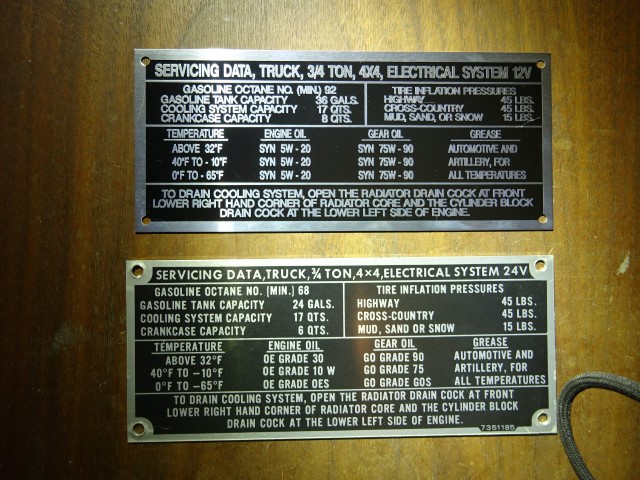 SERVICING DATA, TRUCK, 3/4 TON, 4X4, ELECTRICAL SYSTEM 12V
GASOLINE OCTANE NO. (MIN.) 92
GASOLINE TANK CAPACITY 36 GALS.
COOLING SYSTEM CAPACITY 17 QTS.
CRANKCASE CAPACITY 8 QTS.
TIRE INFLATION PRESSURES
HIGHWAY 45 LBS.
CROSS-COUNTRY 45 LBS.
MUD, SAND, OR SNOW 15 LBS.
TEMPERATURE ENGINE OIL GEAR OIL GREASE
ABOVE 32°F SYN 5W - 20 SYN 75W - 90 AUTOMOTIVE AND
40°F TO - 10°F SYN 5W - 20 SYN 75W - 90 ARTILLERY, FOR
0°F TO - 65°F SYN 5W - 20 SYN 75W - 90 ALL TEMPERATURES
TO DRAIN COOLING SYSTEM, OPEN THE RADIATOR DRAIN COCK AT FRONT
LOWER RIGHT HAND CORNER OF RADIATOR CORE AND THE CYLINDER BLOCK
DRAIN COCK AT THE LOWER LEFT SIDE OF ENGINE.
SERVICING DATA, TRUCK, ¾ TON, 4×4, ELECTRICAL SYSTEM 24V
GASOLINE OCTANE NO. (MIN.) 68
GASOLINE TANK CAPACITY 24 GALS.
COOLING SYSTEM CAPACITY 17 QTS.
CRANKCASE CAPACITY 6 QTS.
TIRE INFLATION PRESSURES
HIGHWAY 45 LBS.
CROSS-COUNTRY 45 LBS.
MUD, SAND OR SNOW 15 LBS.
TEMPERATURE ENGINE OIL GEAR OIL GREASE
ABOVE 32°F OE GRADE 30 GO GRADE 90 AUTOMOTIVE AND
40°F TO —10°F OE GRADE 10 W GO GRADE 75 ARTILLERY, FOR
0°F TO —65°F OE GRADE OES GO GRADE GOS ALL TEMPERATURES
TO DRAIN COOLING SYSTEM, OPEN THE RADIATOR DRAIN COCK AT FRONT
LOWER RIGHT HAND CORNER OF RADIATOR CORE AND THE CYLINDER BLOCK
DRAIN COCK AT THE LOWER LEFT SIDE OF ENGINE.
7351185